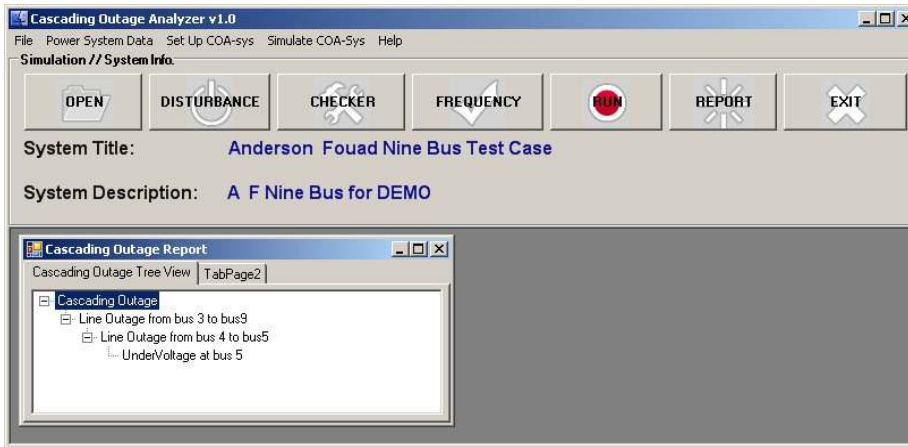 Cascading Outage Analyzer v1.0
File Power System Data Set Up COA-sys Simulate COA-Sys Help
Simulation // System Info.
OPEN DISTURBANCE CHECKER FREQUENCY RUN REPORT EXIT
System Title: Anderson Fouad Nine Bus Test Case
System Description: A F Nine Bus for DEMO
Cascading Outage Report
Cascading Outage Tree View TabPage2
Cascading Outage
Line Outage from bus 3 to bus9
Line Outage from bus 4 to bus5
UnderVoltage at bus 5